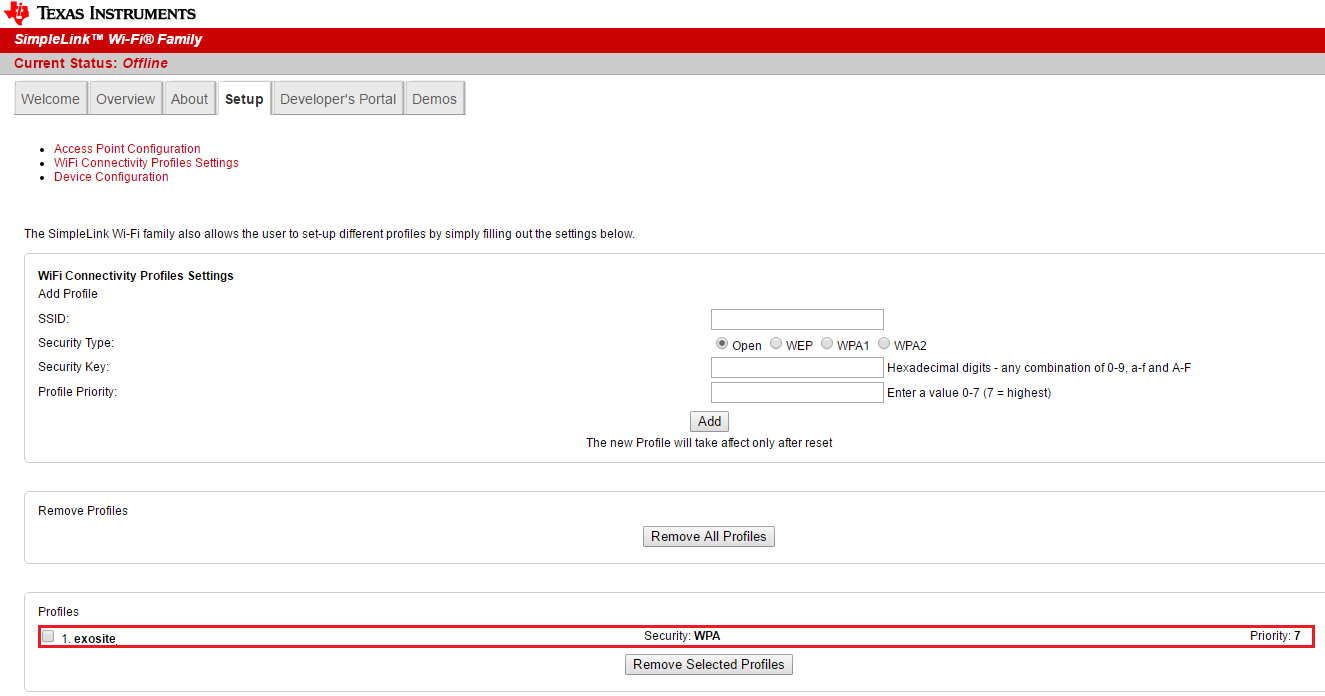 TEXAS INSTRUMENTS
SimpleLink™ Wi-Fi® Family
Current Status: Offline
Welcome Overview About Setup Developer's Portal Demos
Access Point Configuration
WiFi Connectivity Profiles Settings
Device Configuration
The SimpleLink Wi-Fi family also allows the user to set-up different profiles by simply filling out the settings below.
WiFi Connectivity Profiles Settings
Add Profile
SSID:
Security Type: Open WEP WPA1 WPA2
Security Key: Hexadecimal digits - any combination of 0-9, a-f and A-F
Profile Priority: Enter a value 0-7 (7 = highest)
Add
The new Profile will take affect only after reset
Remove Profiles
Remove All Profiles
Profiles
1. exosite Security: WPA Priority: 7
Remove Selected Profiles